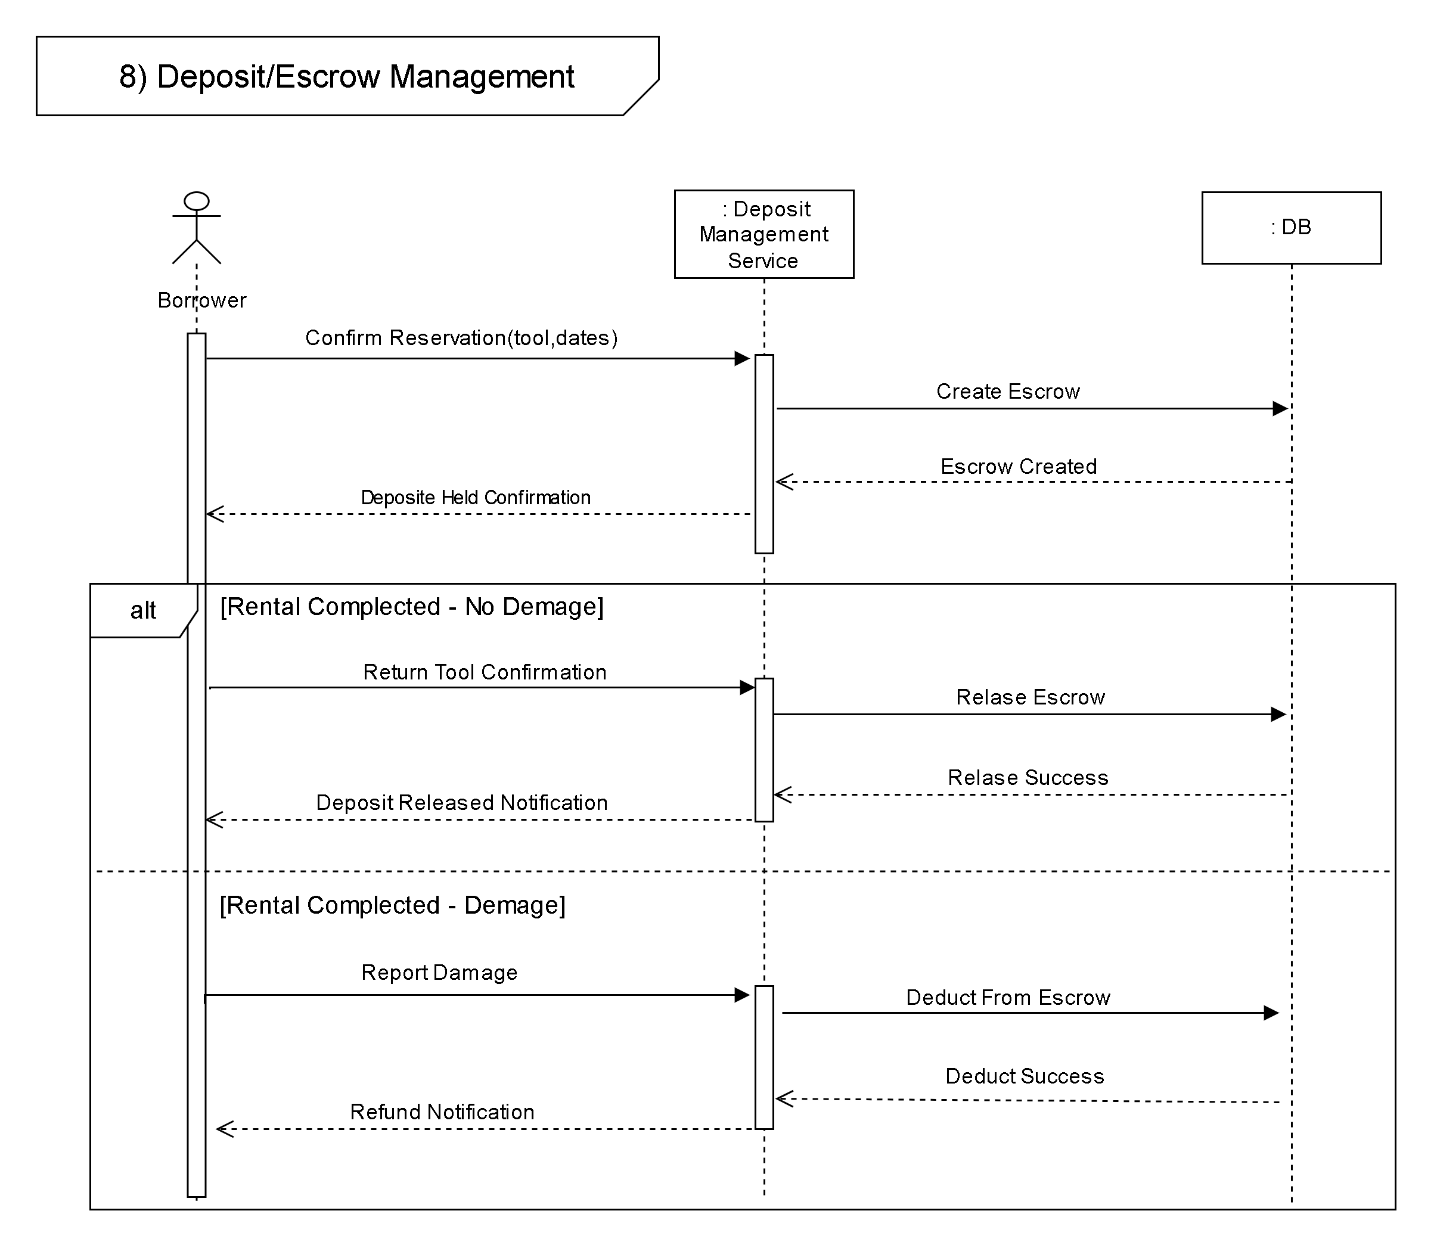 8) Deposit/Escrow Management
: Deposit
Management
Service
: DB
Borrower
Confirm Reservation(tool,dates)
Create Escrow
Escrow Created
Deposite Held Confirmation
alt
[Rental Complected - No Demage]
Return Tool Confirmation
Relase Escrow
Relase Success
Deposit Released Notification
[Rental Complected - Demage]
Report Damage
Deduct From Escrow
Deduct Success
Refund Notification